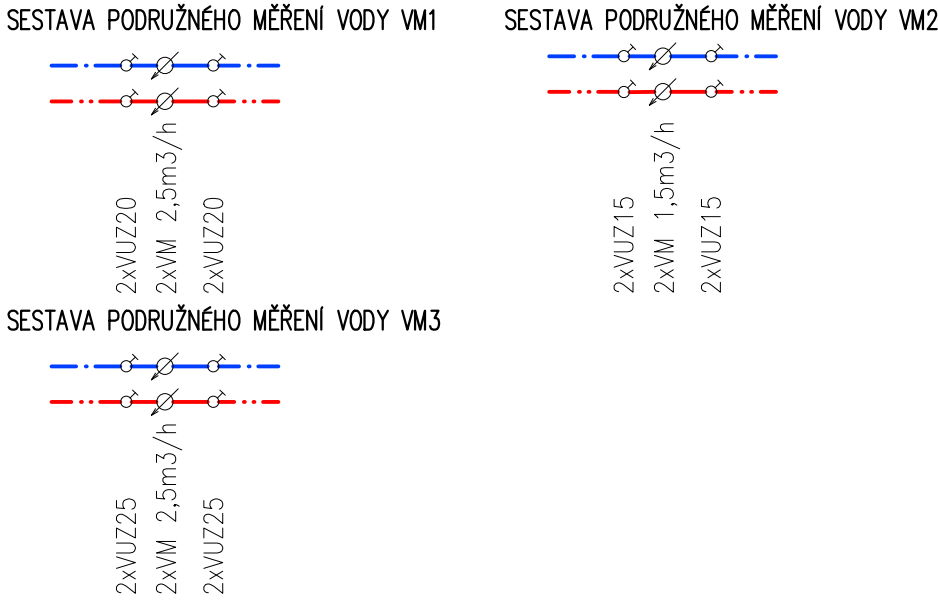 SESTAVA PODRUŽNÉHO MĚŘENÍ VODY VM1
2xVUZ20
2xVM 2,5m3/h
2xVUZ20
SESTAVA PODRUŽNÉHO MĚŘENÍ VODY VM2
2xVUZ15
2xVM 1,5m3/h
2xVUZ15
SESTAVA PODRUŽNÉHO MĚŘENÍ VODY VM3
2xVUZ25
2xVM 2,5m3/h
2xVUZ25